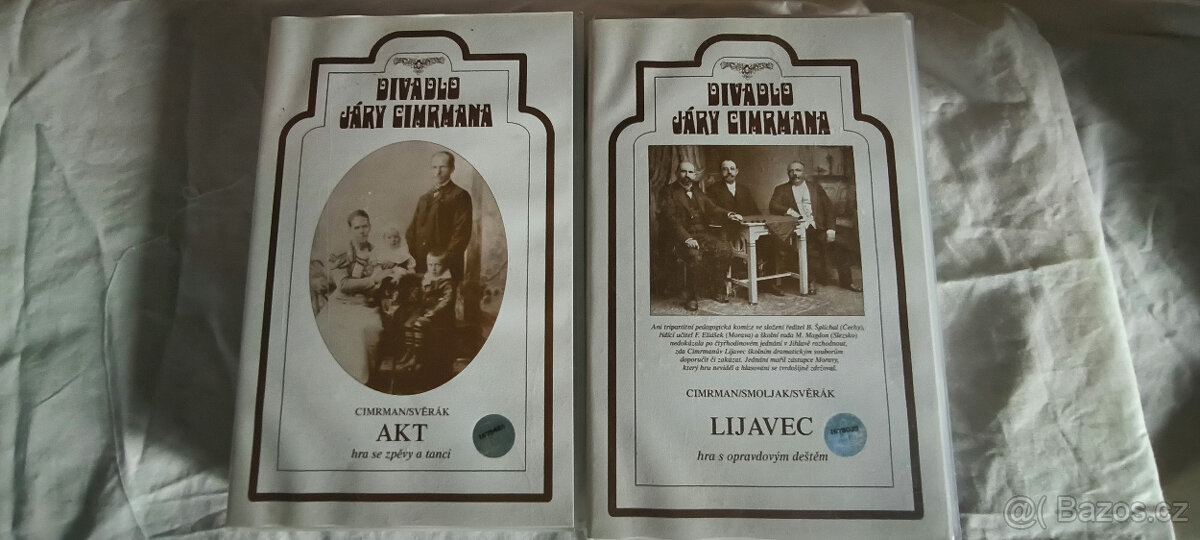 DIVADLO
JÁRY CIMRMANA
CIMRMAN/SVĚRÁK
AKT
hra se zpěvy a tanci
DIVADLO
JÁRY CIMRMANA
Ani tripartitní pedagogická komise ve složení ředitel B. Šplíchal (Čechy),
řídící učitel F. Eliášek (Morava) a školní rada M. Magdon (Slezsko)
nedokázala po čtyřhodinovém jednání v Jihlavě rozhodnout,
zda Cimrmanův Lijavec školním dramatickým souborům
doporučit či zakázat. Jednání mařil zástupce Moravy,
který hru neviděl a hlasování se tvrdošíjně zdržoval.
CIMRMAN/SMOLJAK/SVĚRÁK
LIJAVEC
hra s opravdovým deštěm
@( Bazos.cz